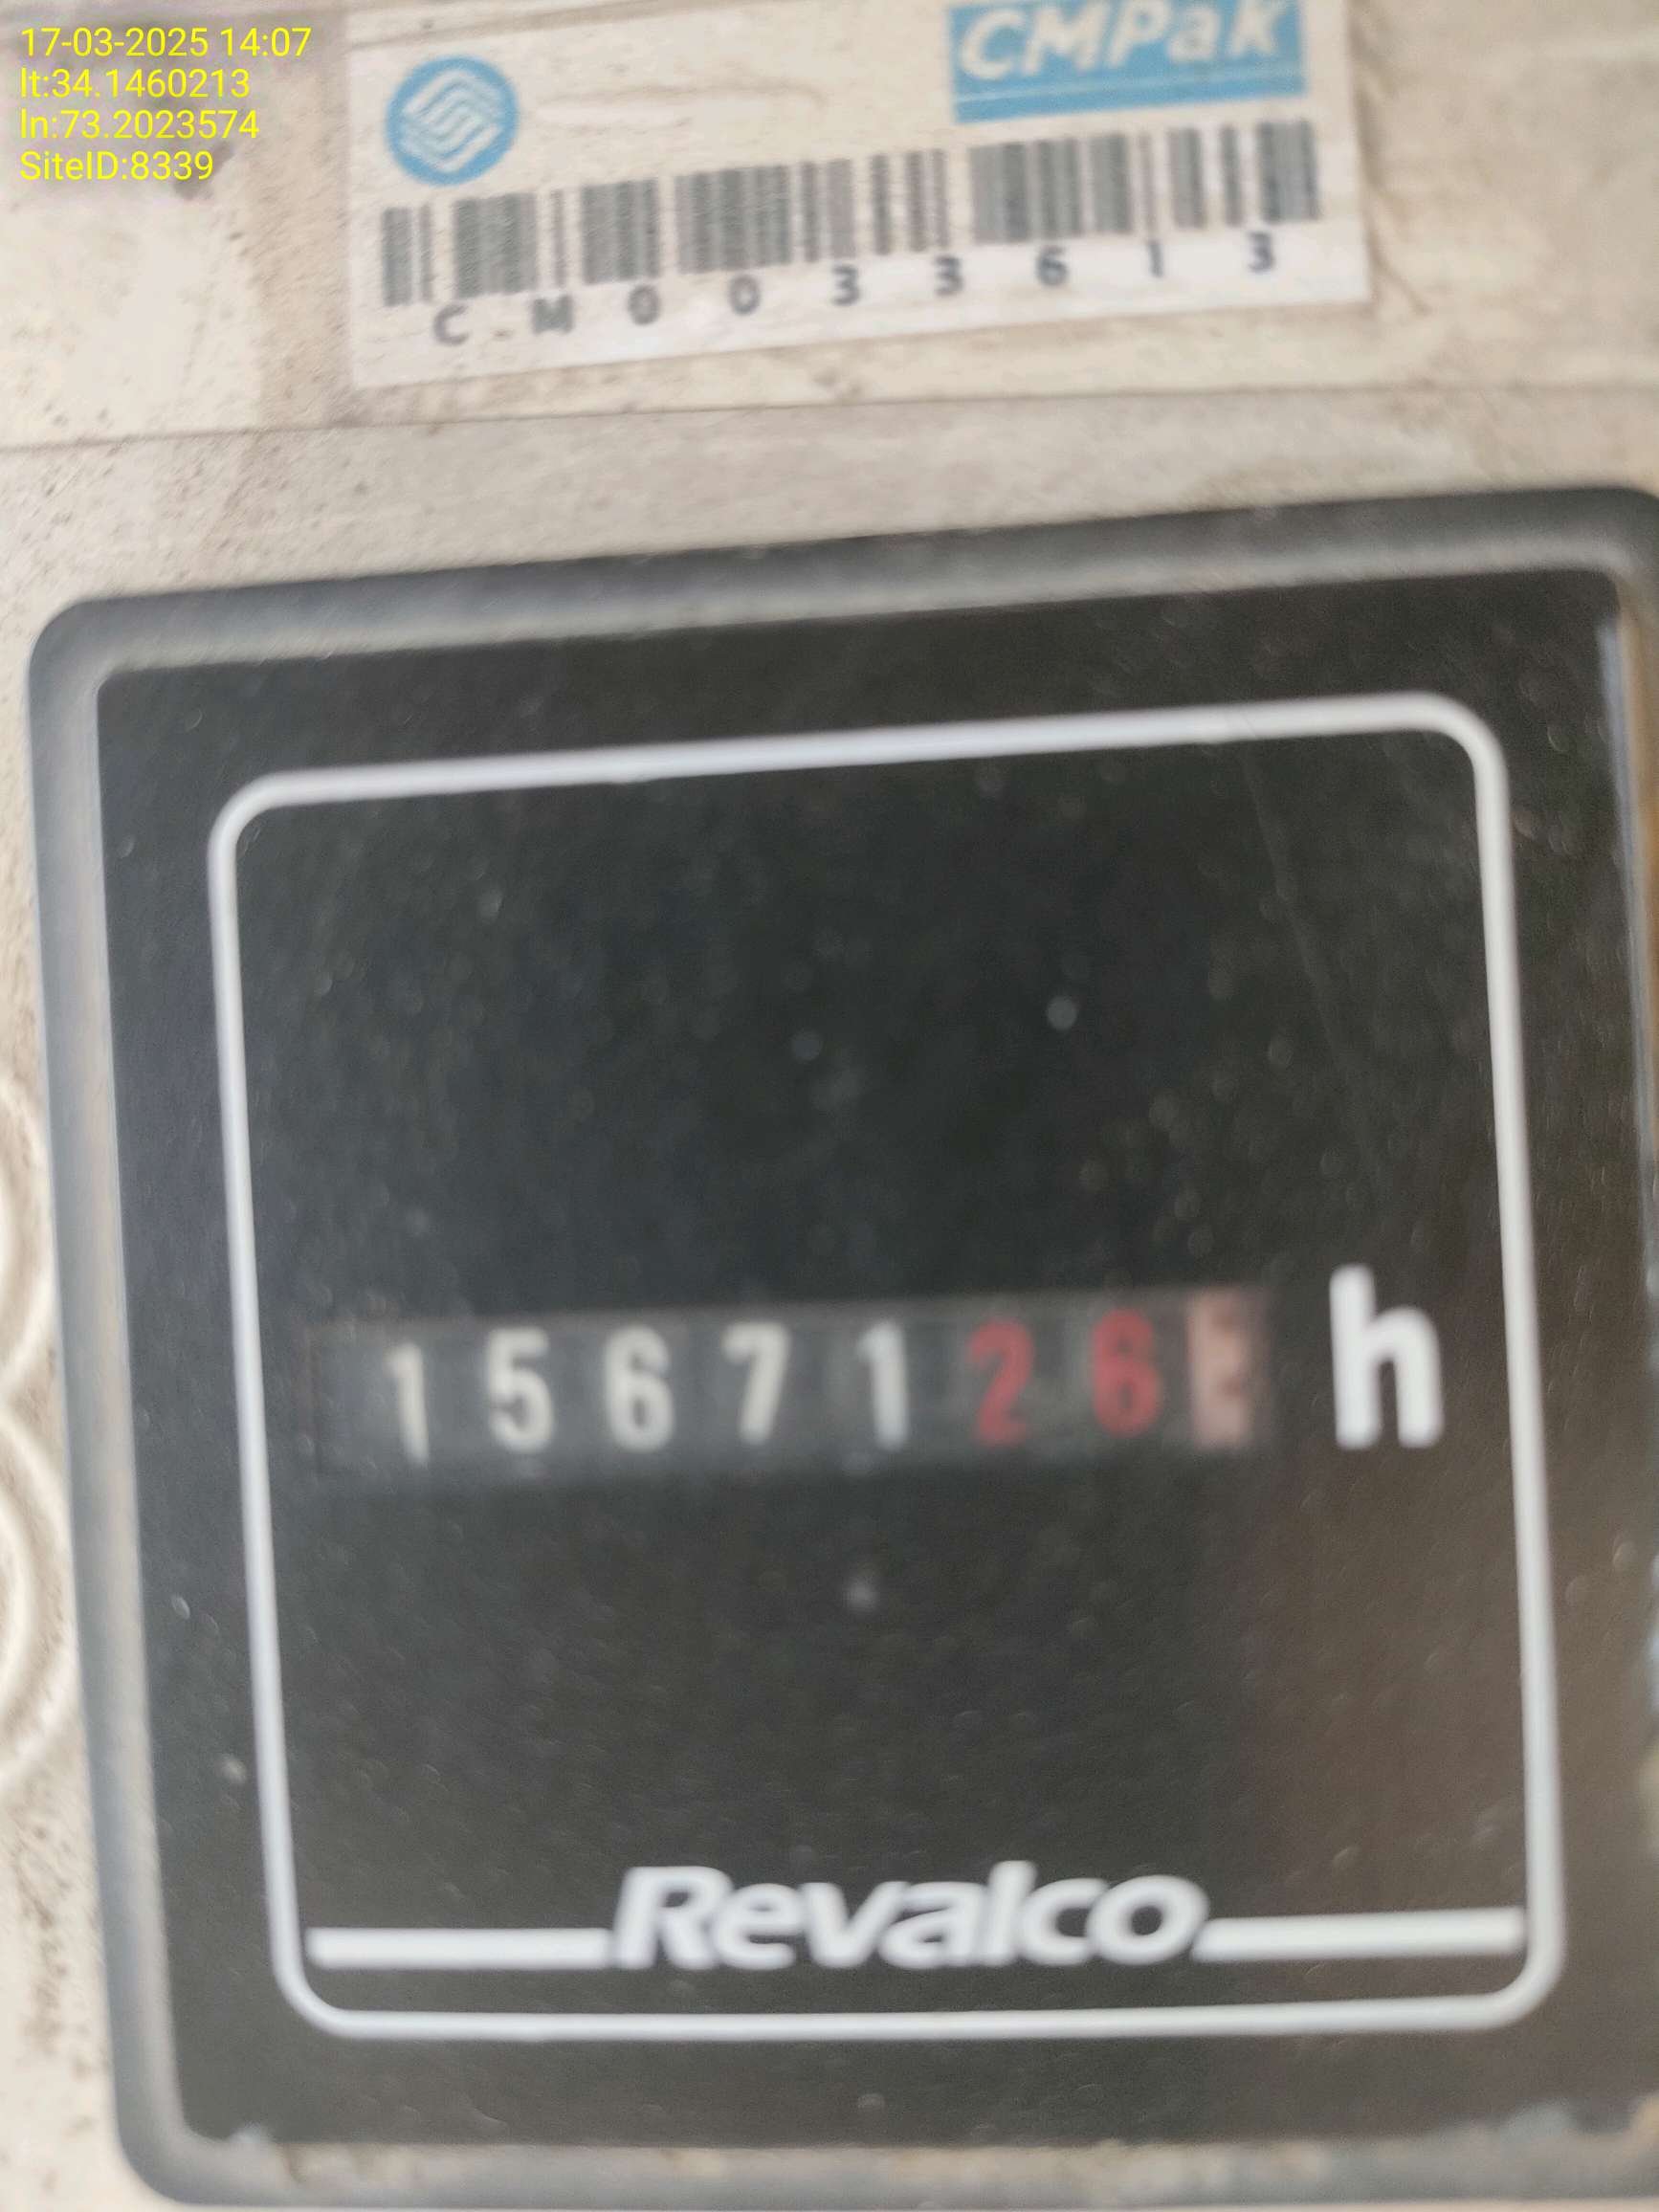 17-03-2025 14:07
lt:34.1460213
ln:73.2023574
SiteID:8339
CMPak
CM0033613
1567126
h
Revalco